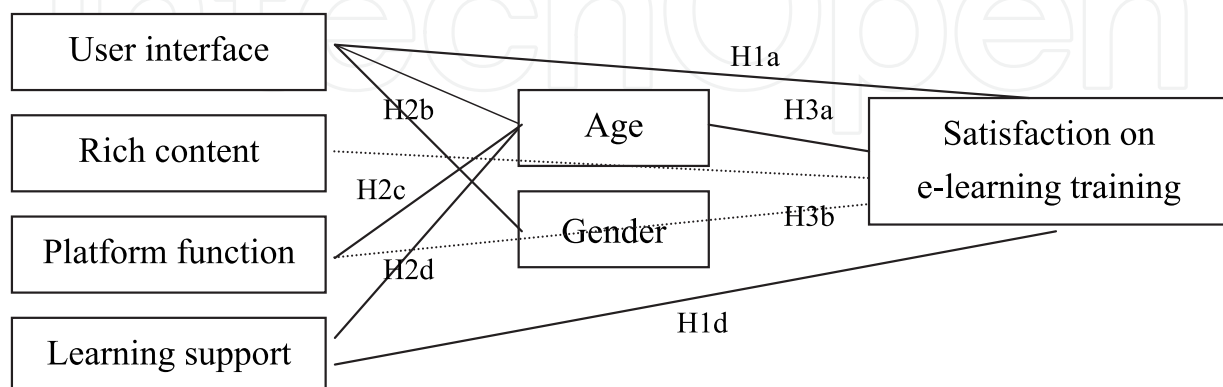 User interface
Rich content
Platform function
Learning support
H2b
H2c
H2d
Age
Gender
H1a
H3a
H3b
H1d
Satisfaction on
e-learning training
IntechOpen